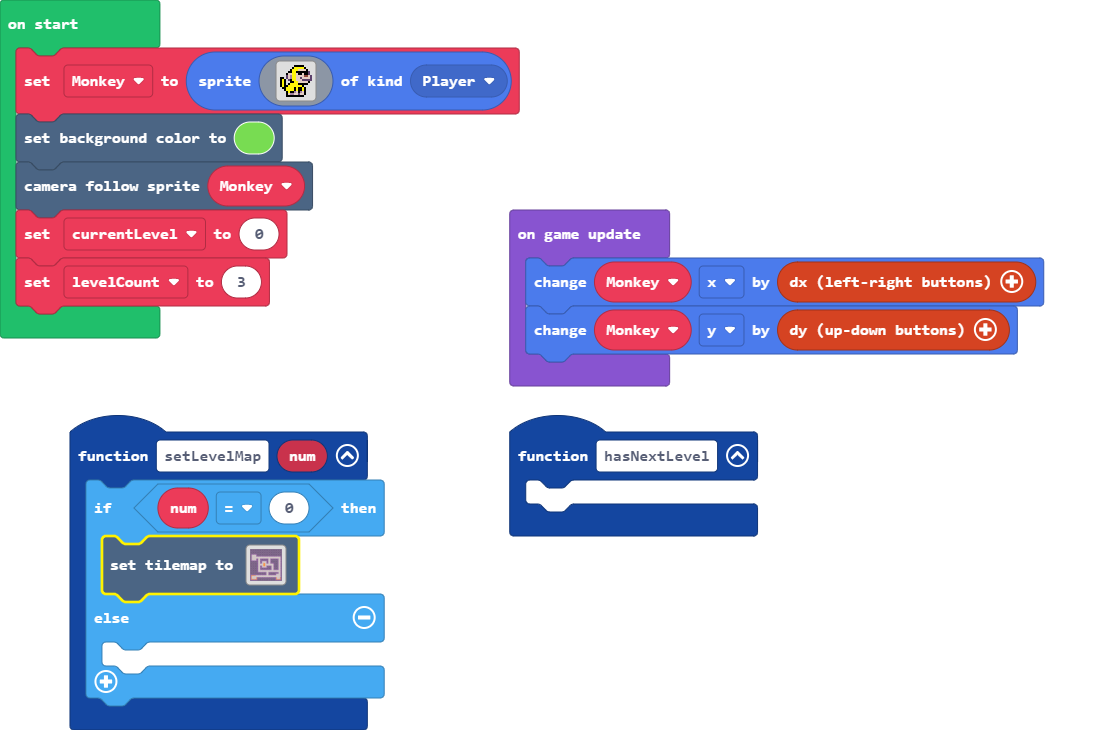 on start
set Monkey to sprite of kind Player
set background color to
camera follow sprite Monkey
set currentLevel to 0
set levelCount to 3
on game update
change Monkey x by dx (left-right buttons)
change Monkey y by dy (up-down buttons)
function setLevelMap num
if num = 0 then
set tilemap to
else
function hasNextLevel